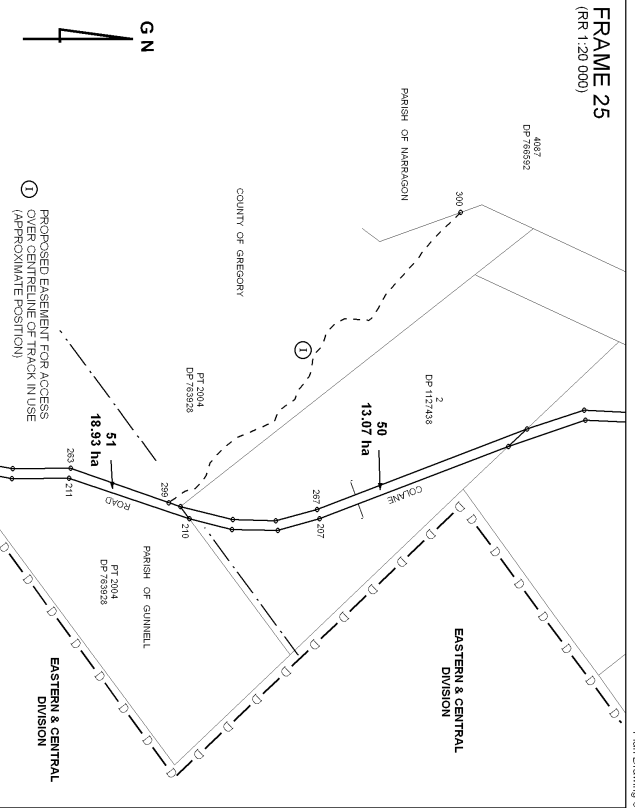 FRAME 25
(RR 1:20 000)
G N
4087
DP 766592
PARISH OF NARRAGON
300
COUNTY OF GREGORY
I
PT 2004
DP 763928
2
DP 1127438
50
13.07 ha
COLANE
267
207
51
18.93 ha
299
210
263
211
ROAD
PARISH OF GUNNELL
PT 2004
DP 763928
EASTERN & CENTRAL
DIVISION
EASTERN & CENTRAL
DIVISION
I
PROPOSED EASEMENT FOR ACCESS
OVER CENTRELINE OF TRACK IN USE
(APPROXIMATE POSITION)